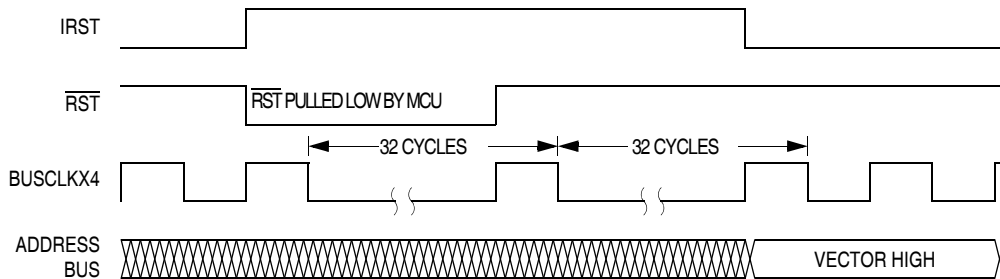 IRST
RST
RST PULLED LOW BY MCU
32 CYCLES
32 CYCLES
BUSCLKX4
ADDRESS
BUS
VECTOR HIGH